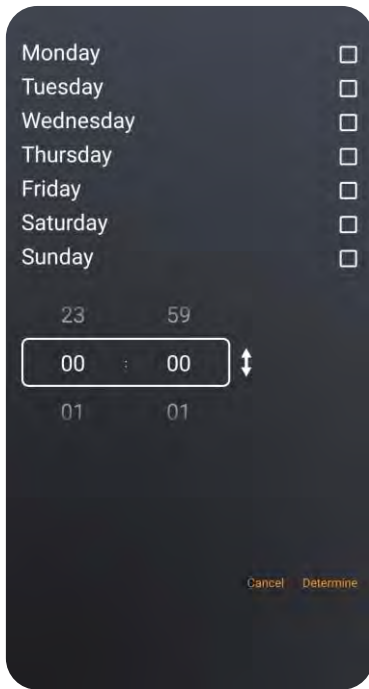 Monday
Tuesday
Wednesday
Thursday
Friday
Saturday
Sunday
23 59
00 : 00
01 01
Cancel Determine